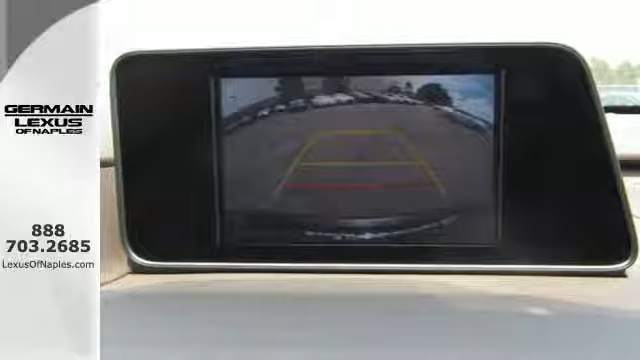 GERMAIN
LEXUS
OF NAPLES
888
703.2685
LexusOfNaples.com